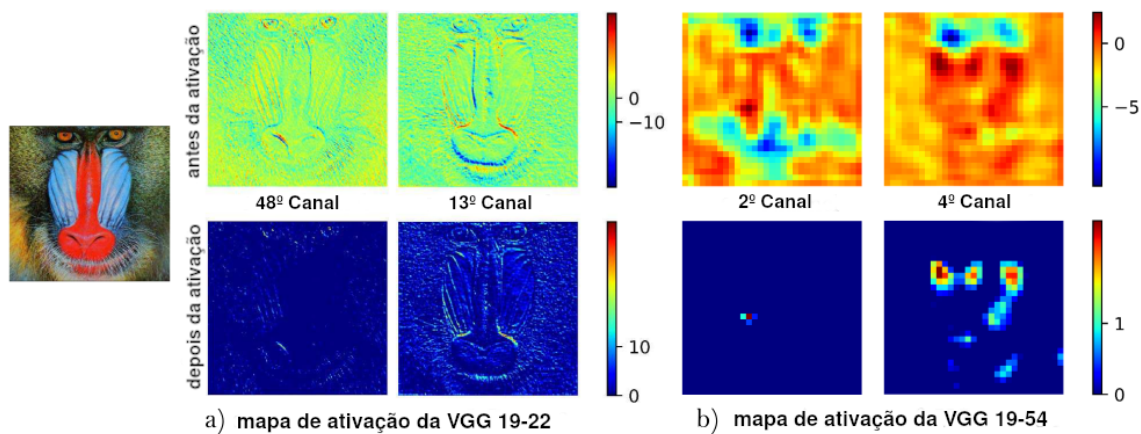 antes da ativação
0
−10
0
−5
48º Canal
13º Canal
2º Canal
4º Canal
depois da ativação
10
0
1
0
a) mapa de ativação da VGG 19-22
b) mapa de ativação da VGG 19-54